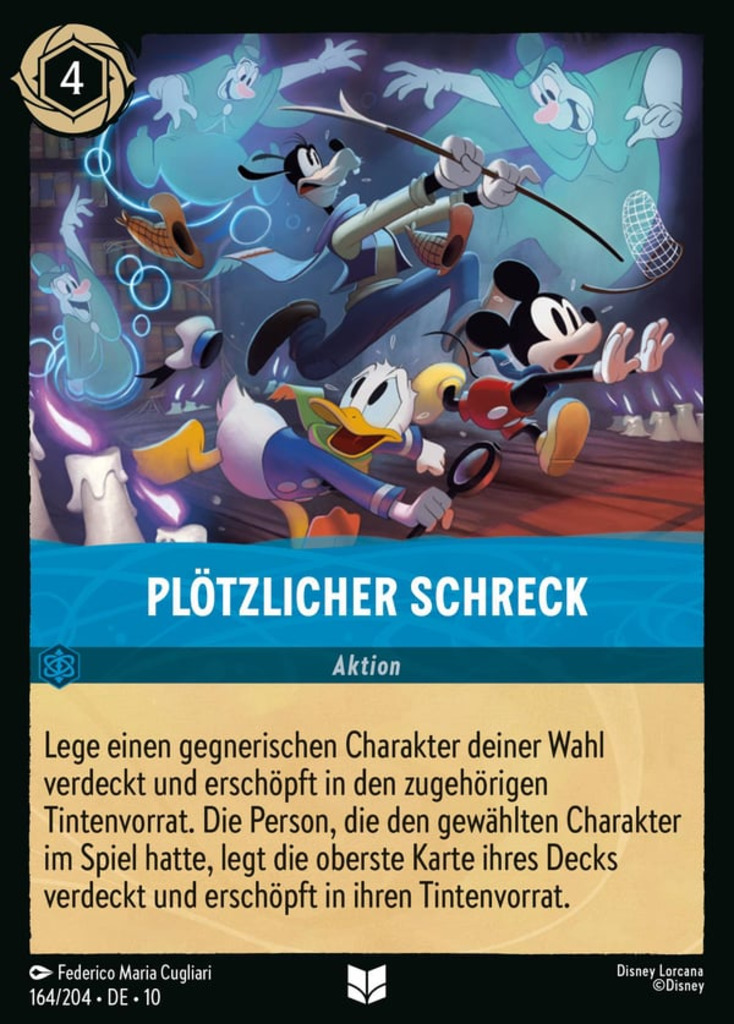 4
PLÖTZLICHER SCHRECK
Aktion
Lege einen gegnerischen Charakter deiner Wahl
verdeckt und erschöpft in den zugehörigen
Tintenvorrat. Die Person, die den gewählten Charakter
im Spiel hatte, legt die oberste Karte ihres Decks
verdeckt und erschöpft in ihren Tintenvorrat.
Federico Maria Cugliari
164/204 • DE • 10
Disney Lorcana
©Disney